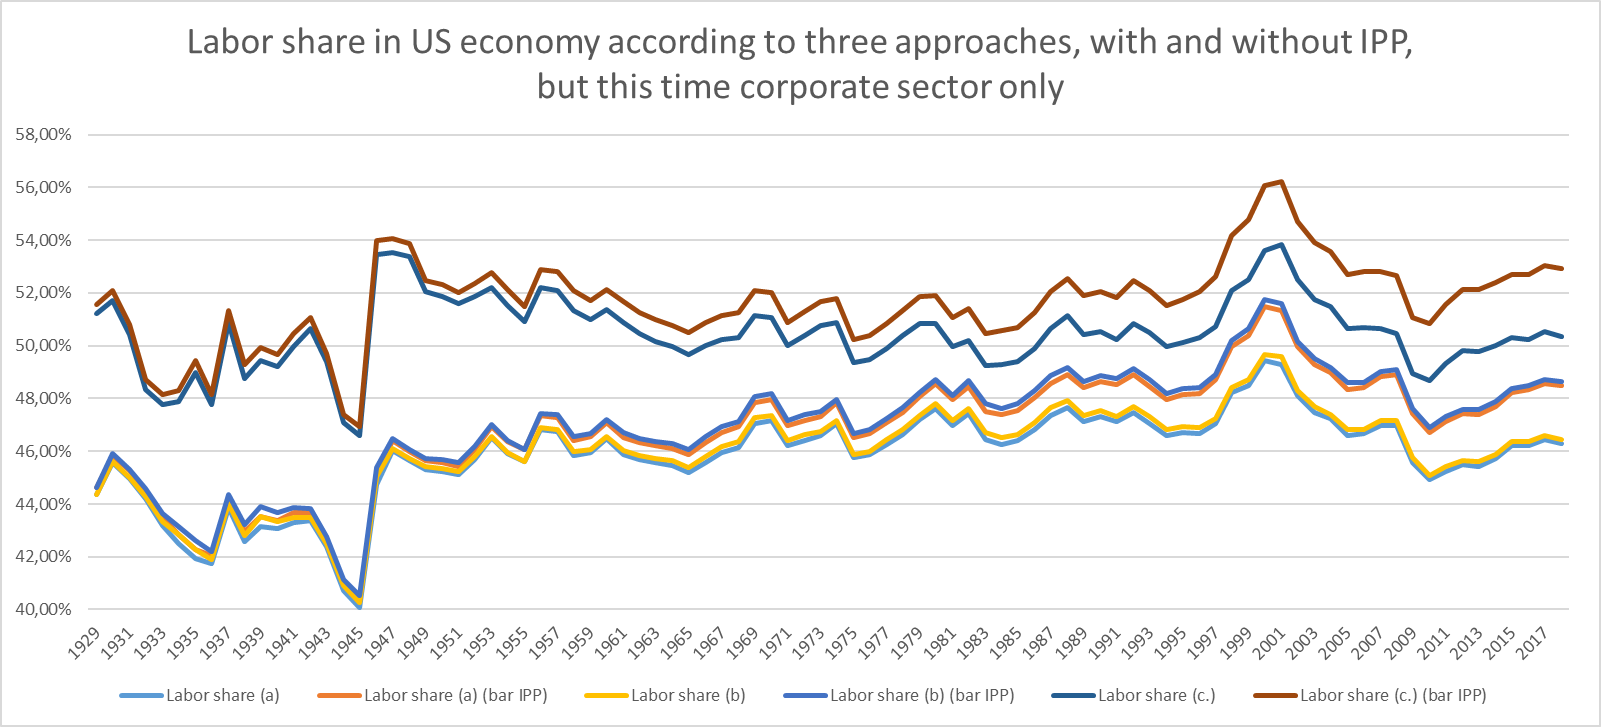 Labor share in US economy according to three approaches, with and without IPP,
but this time corporate sector only
58,00%
56,00%
54,00%
52,00%
50,00%
48,00%
46,00%
44,00%
42,00%
40,00%
1929 1931 1933 1935 1937 1939 1941 1943 1945 1947 1949 1951 1953 1955 1957 1959 1961 1963 1965 1967 1969 1971 1973 1975 1977 1979 1981 1983 1985 1987 1989 1991 1993 1995 1997 1999 2001 2003 2005 2007 2009 2011 2013 2015 2017
Labor share (a) Labor share (a) (bar IPP) Labor share (b) Labor share (b) (bar IPP) Labor share (c.) Labor share (c.) (bar IPP)